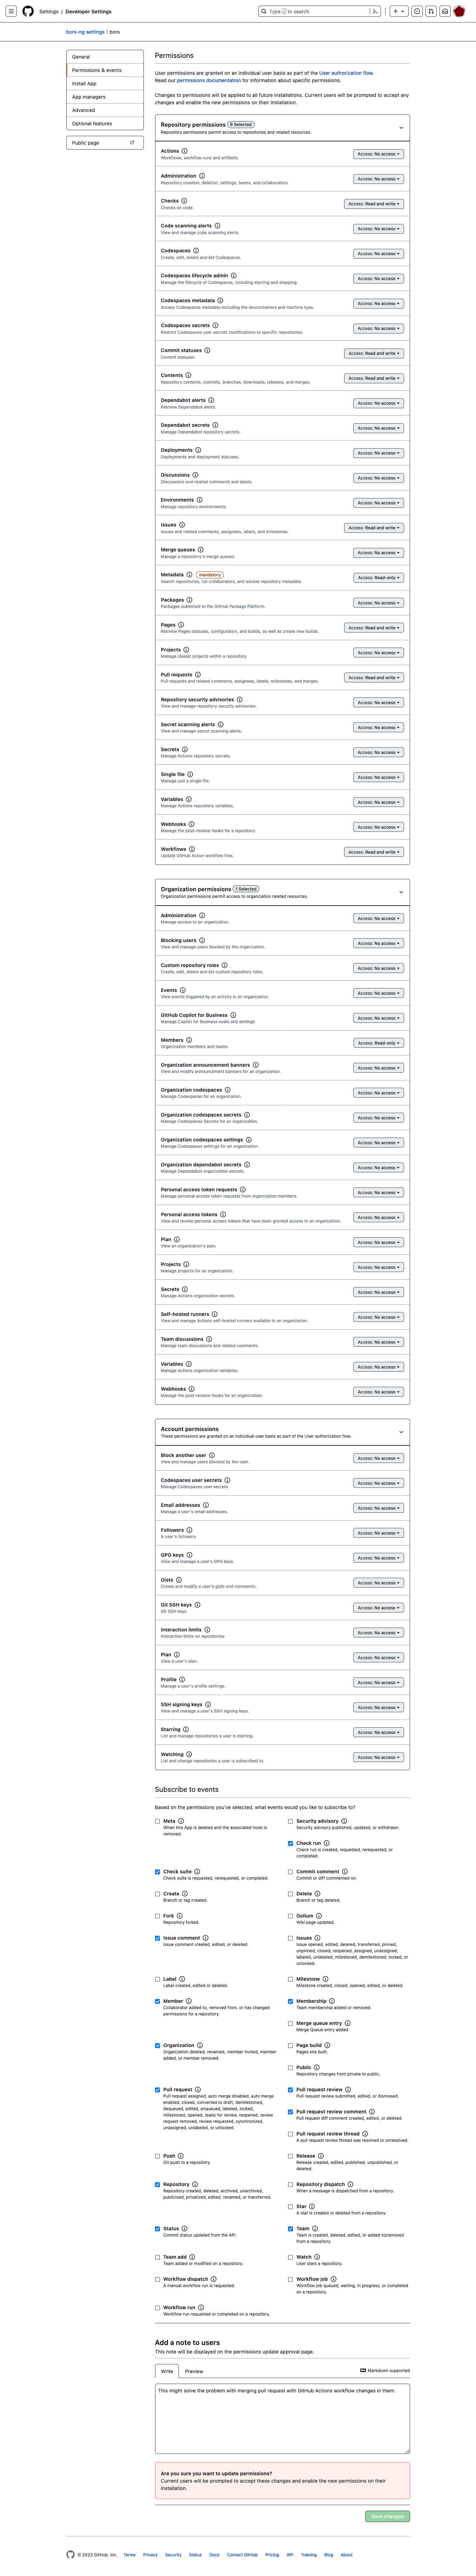 Settings / Developer Settings
Type / to search
bors-ng settings / bors
General
Permissions & events
Install App
App managers
Advanced
Optional features
Public page
Permissions
User permissions are granted on an individual user basis as part of the User authorization flow.
Read our permissions documentation for information about specific permissions.
Changes to permissions will be applied to all future installations. Current users will be prompted to accept any
changes and enable the new permissions on their installation.
Repository permissions 8 Selected
Repository permissions permit access to repositories and related resources.
Actions
Workflows, workflow runs and artifacts.
Access: No access
Administration
Repository creation, deletion, settings, teams, and collaborators.
Access: No access
Checks
Checks on code.
Access: Read and write
Code scanning alerts
View and manage code scanning alerts.
Access: No access
Codespaces
Create, edit, delete and list Codespaces.
Access: No access
Codespaces lifecycle admin
Manage the lifecycle of Codespaces, including starting and stopping.
Access: No access
Codespaces metadata
Access Codespaces metadata including the devcontainers and machine type.
Access: No access
Codespaces secrets
Restrict Codespaces user secrets modifications to specific repositories.
Access: No access
Commit statuses
Commit statuses.
Access: Read and write
Contents
Repository contents, commits, branches, downloads, releases, and merges.
Access: Read and write
Dependabot alerts
Retrieve Dependabot alerts.
Access: No access
Dependabot secrets
Manage Dependabot repository secrets.
Access: No access
Deployments
Deployments and deployment statuses.
Access: No access
Discussions
Discussions and related comments and labels.
Access: No access
Environments
Manage repository environments.
Access: No access
Issues
Issues and related comments, assignees, labels, and milestones.
Access: Read and write
Merge queues
Manage a repository's merge queues
Access: No access
Metadata mandatory
Search repositories, list collaborators, and access repository metadata.
Access: Read-only
Packages
Packages published to the GitHub Package Platform.
Access: No access
Pages
Retrieve Pages statuses, configuration, and builds, as well as create new builds.
Access: Read and write
Projects
Manage classic projects within a repository.
Access: No access
Pull requests
Pull requests and related comments, assignees, labels, milestones, and merges.
Access: Read and write
Repository security advisories
View and manage repository security advisories.
Access: No access
Secret scanning alerts
View and manage secret scanning alerts.
Access: No access
Secrets
Manage Actions repository secrets.
Access: No access
Single file
Manage just a single file.
Access: No access
Variables
Manage Actions repository variables.
Access: No access
Webhooks
Manage the post-receive hooks for a repository.
Access: No access
Workflows
Update GitHub Action workflow files.
Access: Read and write
Organization permissions 1 Selected
Organization permissions permit access to organization related resources.
Administration
Manage access to an organization.
Access: No access
Blocking users
View and manage users blocked by the organization.
Access: No access
Custom repository roles
Create, edit, delete and list custom repository roles.
Access: No access
Events
View events triggered by an activity in an organization.
Access: No access
GitHub Copilot for Business
Manage Copilot for Business seats and settings
Access: No access
Members
Organization members and teams.
Access: Read-only
Organization announcement banners
View and modify announcement banners for an organization.
Access: No access
Organization codespaces
Manage Codespaces for an organization.
Access: No access
Organization codespaces secrets
Manage Codespaces Secrets for an organization.
Access: No access
Organization codespaces settings
Manage Codespaces settings for an organization.
Access: No access
Organization dependabot secrets
Manage Dependabot organization secrets.
Access: No access
Personal access token requests
Manage personal access token requests from organization members.
Access: No access
Personal access tokens
View and revoke personal access tokens that have been granted access to an organization.
Access: No access
Plan
View an organization's plan.
Access: No access
Projects
Manage projects for an organization.
Access: No access
Secrets
Manage Actions organization secrets.
Access: No access
Self-hosted runners
View and manage Actions self-hosted runners available to an organization.
Access: No access
Team discussions
Manage team discussions and related comments.
Access: No access
Variables
Manage Actions organization variables.
Access: No access
Webhooks
Manage the post-receive hooks for an organization.
Access: No access
Account permissions
These permissions are granted on an individual user basis as part of the User authorization flow.
Block another user
View and manage users blocked by the user.
Access: No access
Codespaces user secrets
Manage Codespaces user secrets.
Access: No access
Email addresses
Manage a user's email addresses.
Access: No access
Followers
A user's followers
Access: No access
GPG keys
View and manage a user's GPG keys.
Access: No access
Gists
Create and modify a user's gists and comments.
Access: No access
Git SSH keys
Git SSH keys
Access: No access
Interaction limits
Interaction limits on repositories
Access: No access
Plan
View a user's plan.
Access: No access
Profile
Manage a user's profile settings.
Access: No access
SSH signing keys
View and manage a user's SSH signing keys.
Access: No access
Starring
List and manage repositories a user is starring.
Access: No access
Watching
List and change repositories a user is subscribed to.
Access: No access
Subscribe to events
Based on the permissions you've selected, what events would you like to subscribe to?
Meta
When this App is deleted and the associated hook is
removed.
Security advisory
Security advisory published, updated, or withdrawn.
Check run
Check run is created, requested, rerequested, or
completed.
Check suite
Check suite is requested, rerequested, or completed.
Commit comment
Commit or diff commented on.
Create
Branch or tag created.
Delete
Branch or tag deleted.
Fork
Repository forked.
Gollum
Wiki page updated.
Issue comment
Issue comment created, edited, or deleted.
Issues
Issue opened, edited, deleted, transferred, pinned,
unpinned, closed, reopened, assigned, unassigned,
labeled, unlabeled, milestoned, demilestoned, locked, or
unlocked.
Label
Label created, edited or deleted.
Milestone
Milestone created, closed, opened, edited, or deleted.
Member
Collaborator added to, removed from, or has changed
permissions for a repository.
Membership
Team membership added or removed.
Merge queue entry
Merge Queue entry added
Organization
Organization deleted, renamed, member invited, member
added, or member removed.
Page build
Pages site built.
Public
Repository changes from private to public.
Pull request
Pull request assigned, auto merge disabled, auto merge
enabled, closed, converted to draft, demilestoned,
dequeued, edited, enqueued, labeled, locked,
milestoned, opened, ready for review, reopened, review
request removed, review requested, synchronized,
unassigned, unlabeled, or unlocked.
Pull request review
Pull request review submitted, edited, or dismissed.
Pull request review comment
Pull request diff comment created, edited, or deleted.
Pull request review thread
A pull request review thread was resolved or unresolved.
Push
Git push to a repository.
Release
Release created, edited, published, unpublished, or
deleted.
Repository
Repository created, deleted, archived, unarchived,
publicized, privatized, edited, renamed, or transferred.
Repository dispatch
When a message is dispatched from a repository.
Star
A star is created or deleted from a repository.
Status
Commit status updated from the API.
Team
Team is created, deleted, edited, or added to/removed
from a repository.
Team add
Team added or modified on a repository.
Watch
User stars a repository.
Workflow dispatch
A manual workflow run is requested.
Workflow job
Workflow job queued, waiting, in progress, or completed
on a repository.
Workflow run
Workflow run requested or completed on a repository.
Add a note to users
This note will be displayed on the permissions update approval page.
Write Preview Markdown supported
This might solve the problem with merging pull request with GitHub Actions workflow changes in them.
Are you sure you want to update permissions?
Current users will be prompted to accept these changes and enable the new permissions on their
installation.
Save changes
© 2023 GitHub, Inc. Terms Privacy Security Status Docs Contact GitHub Pricing API Training Blog About